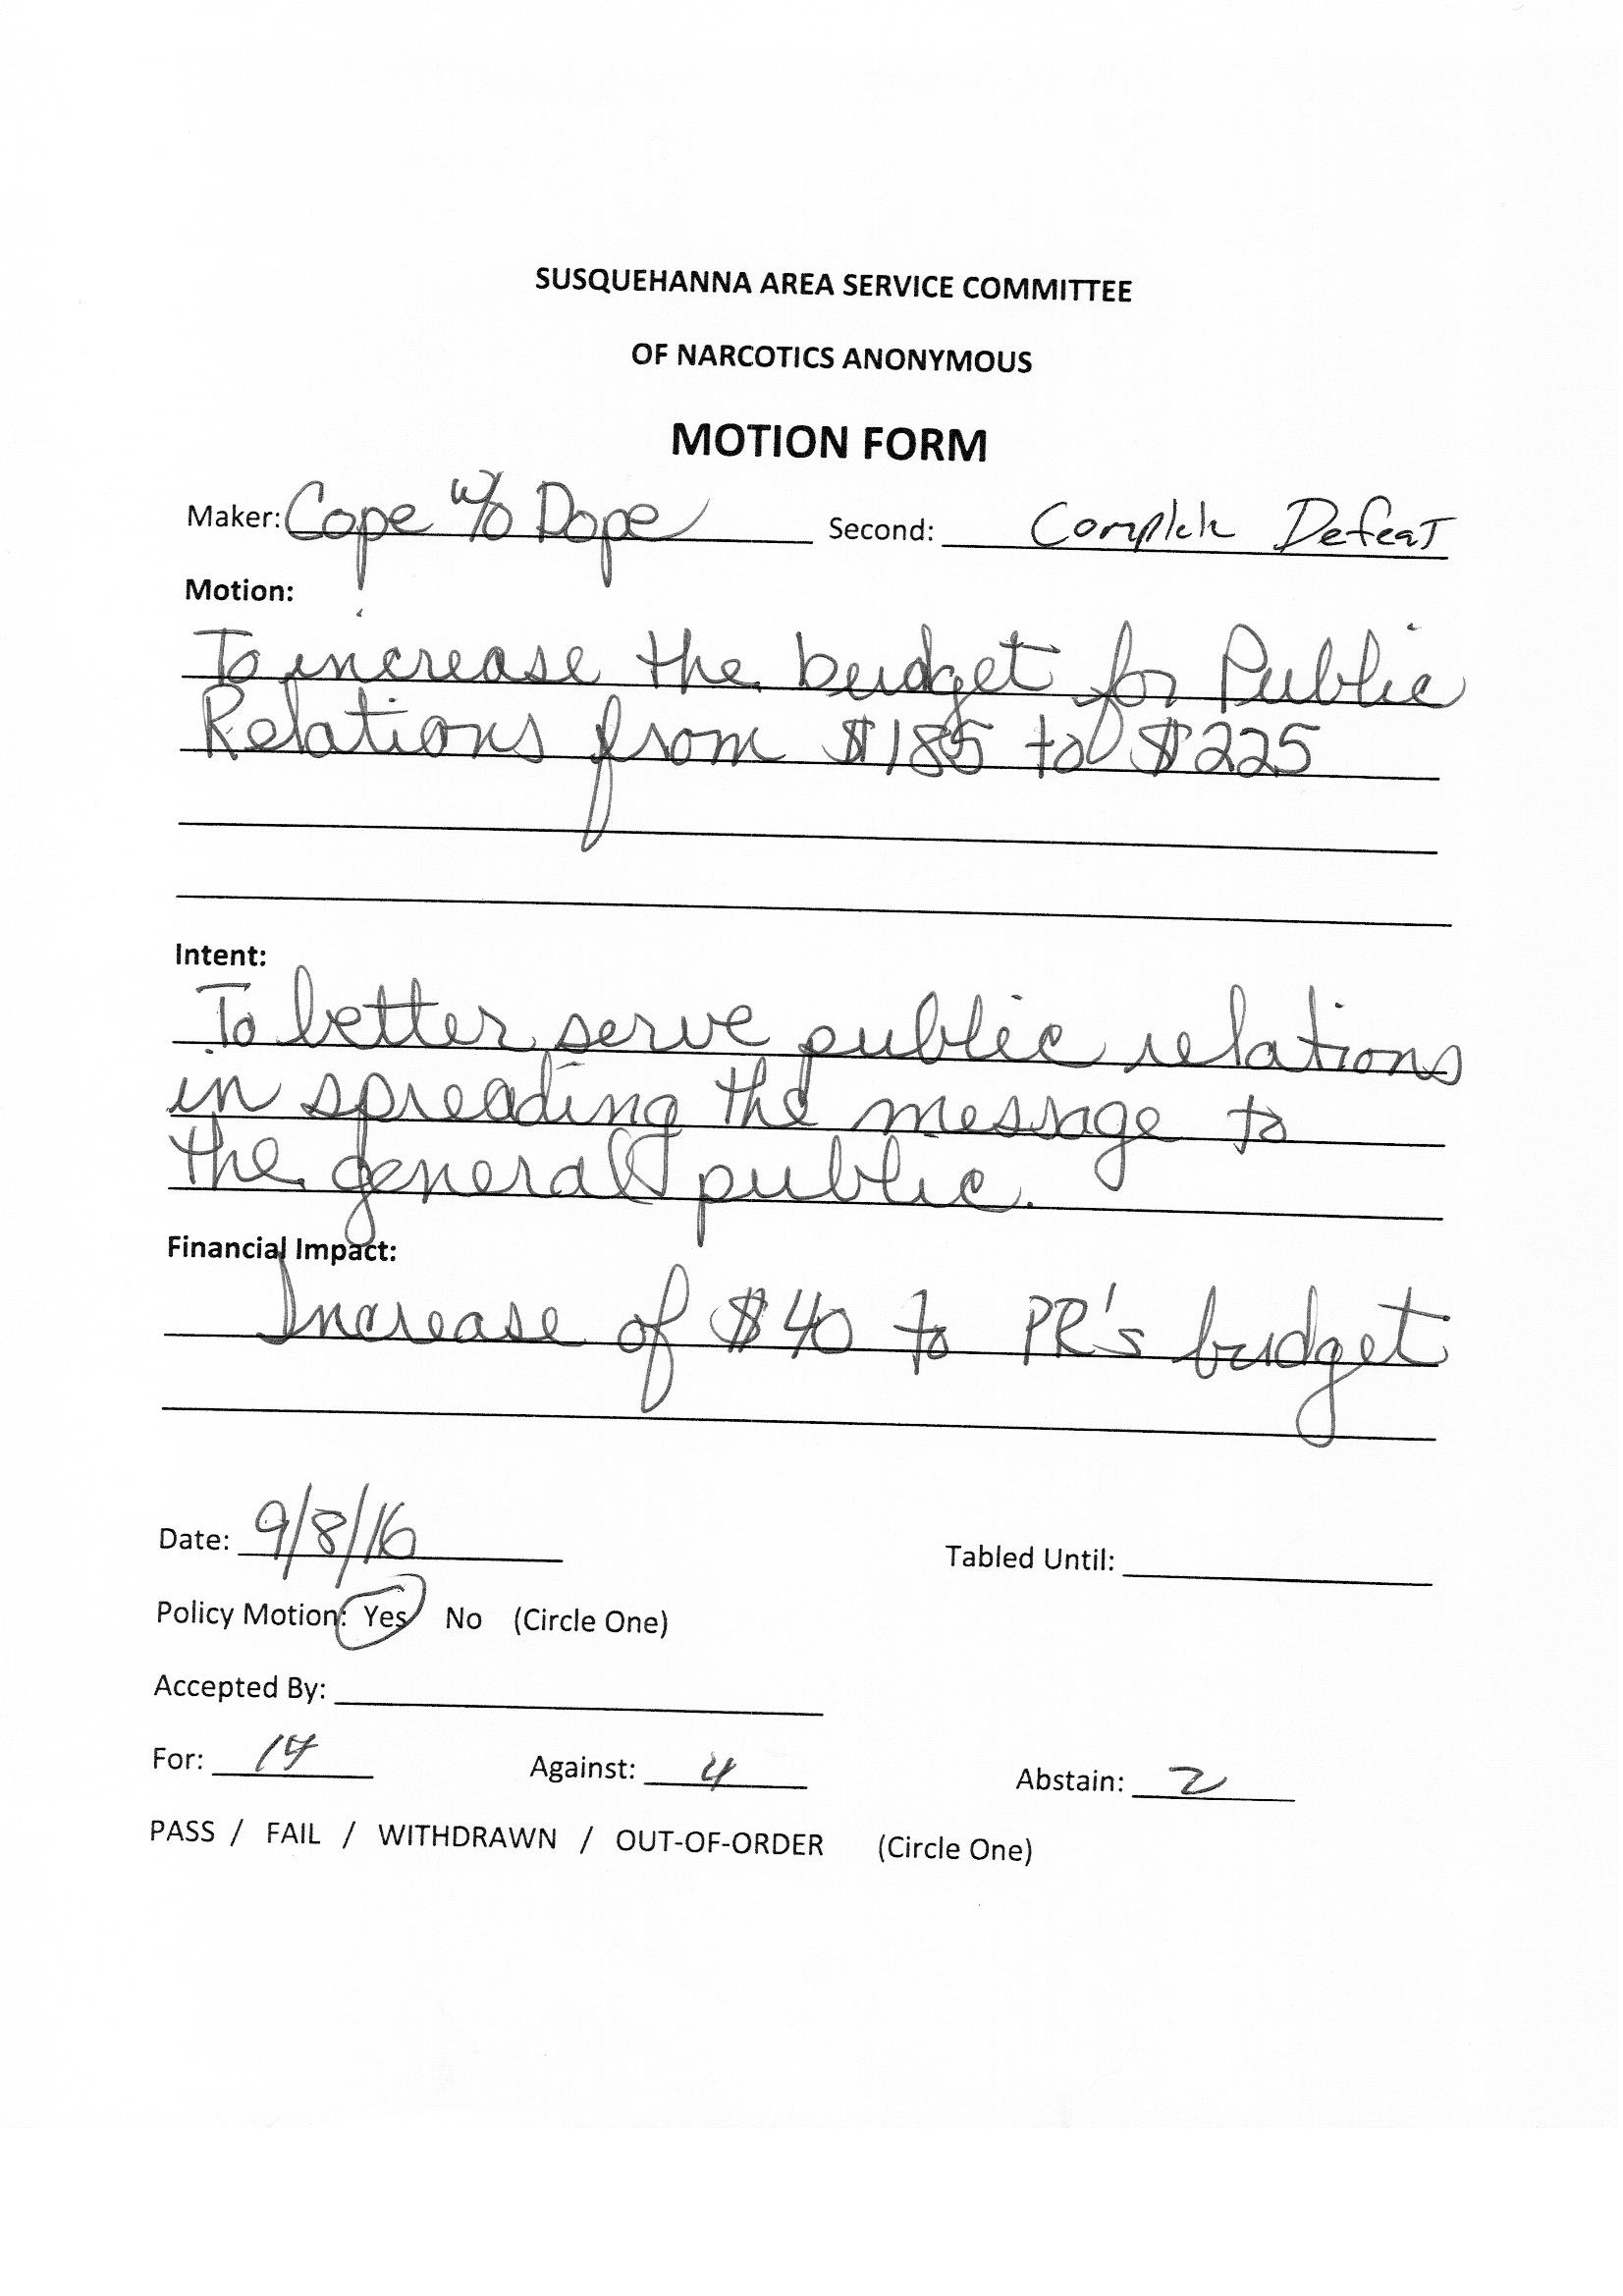 SUSQUEHANNA AREA SERVICE COMMITTEE
OF NARCOTICS ANONYMOUS
MOTION FORM
Maker: Cope w/o Dope Second: Complete Defeat
Motion:
To increase the budget for Public
Relations from $185 to $225
Intent:
To better serve public relations
in spreading the message to
the general public.
Financial Impact:
Increase of $40 to PR's budget
Date: 9/8/16 Tabled Until:
Policy Motion: Yes No (Circle One)
Accepted By:
For: 14 Against: 4 Abstain: 2
PASS / FAIL / WITHDRAWN / OUT-OF-ORDER (Circle One)